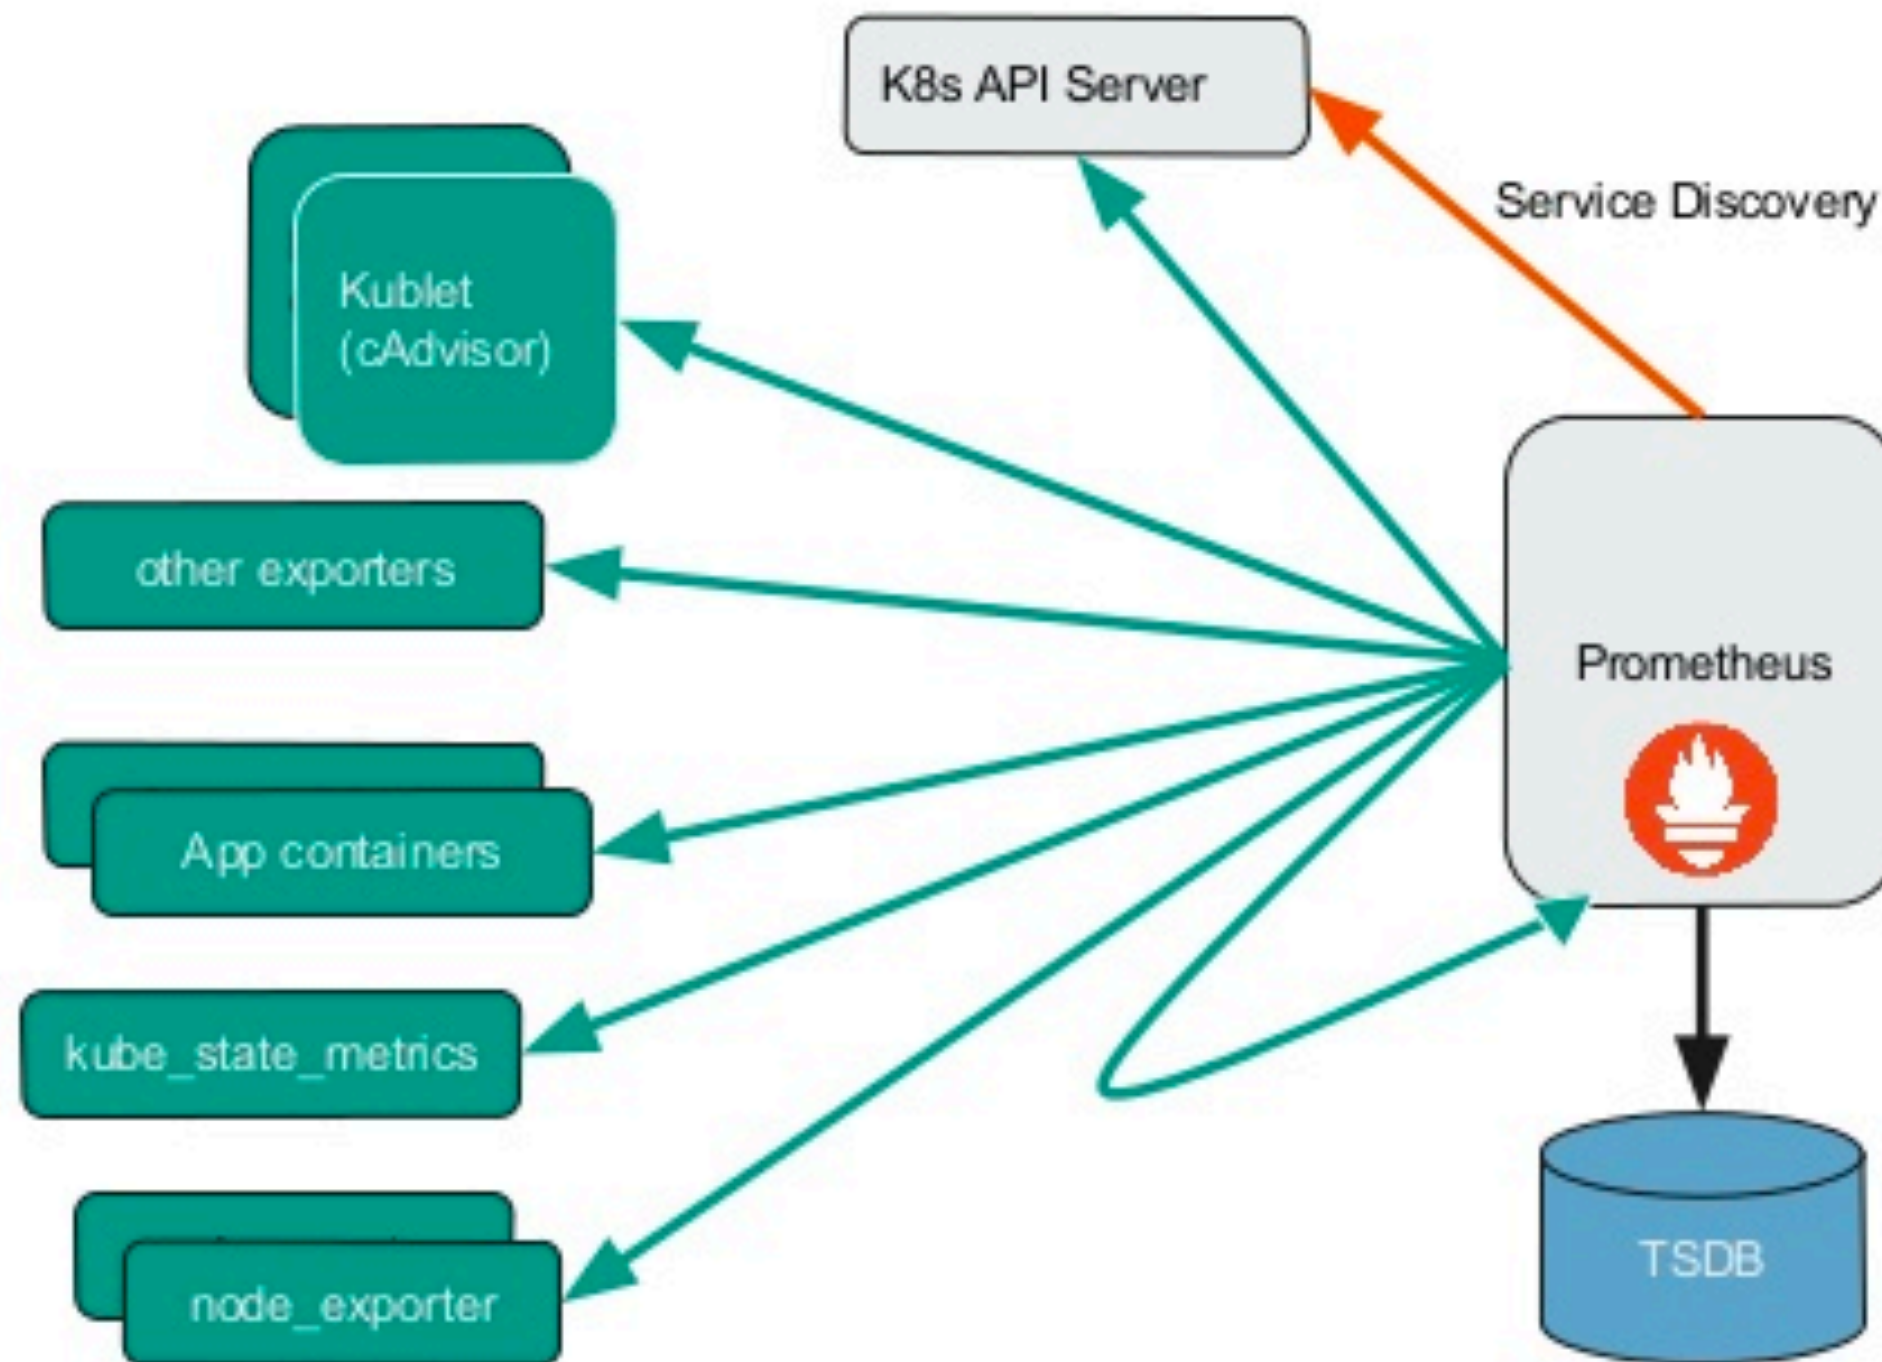 K8s API Server
Service Discovery
Kublet
(cAdvisor)
other exporters
Prometheus
App containers
kube_state_metrics
node_exporter
TSDB